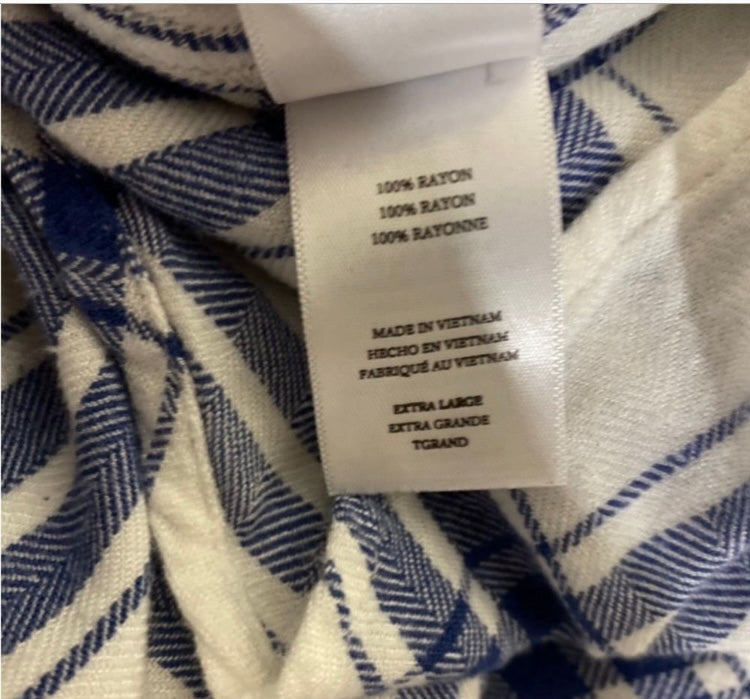 100% RAYON
100% RAYON
100% RAYONNE
MADE IN VIETNAM
HECHO EN VIETNAM
FABRIQUÉ AU VIETNAM
EXTRA LARGE
EXTRA GRANDE
TGRAND